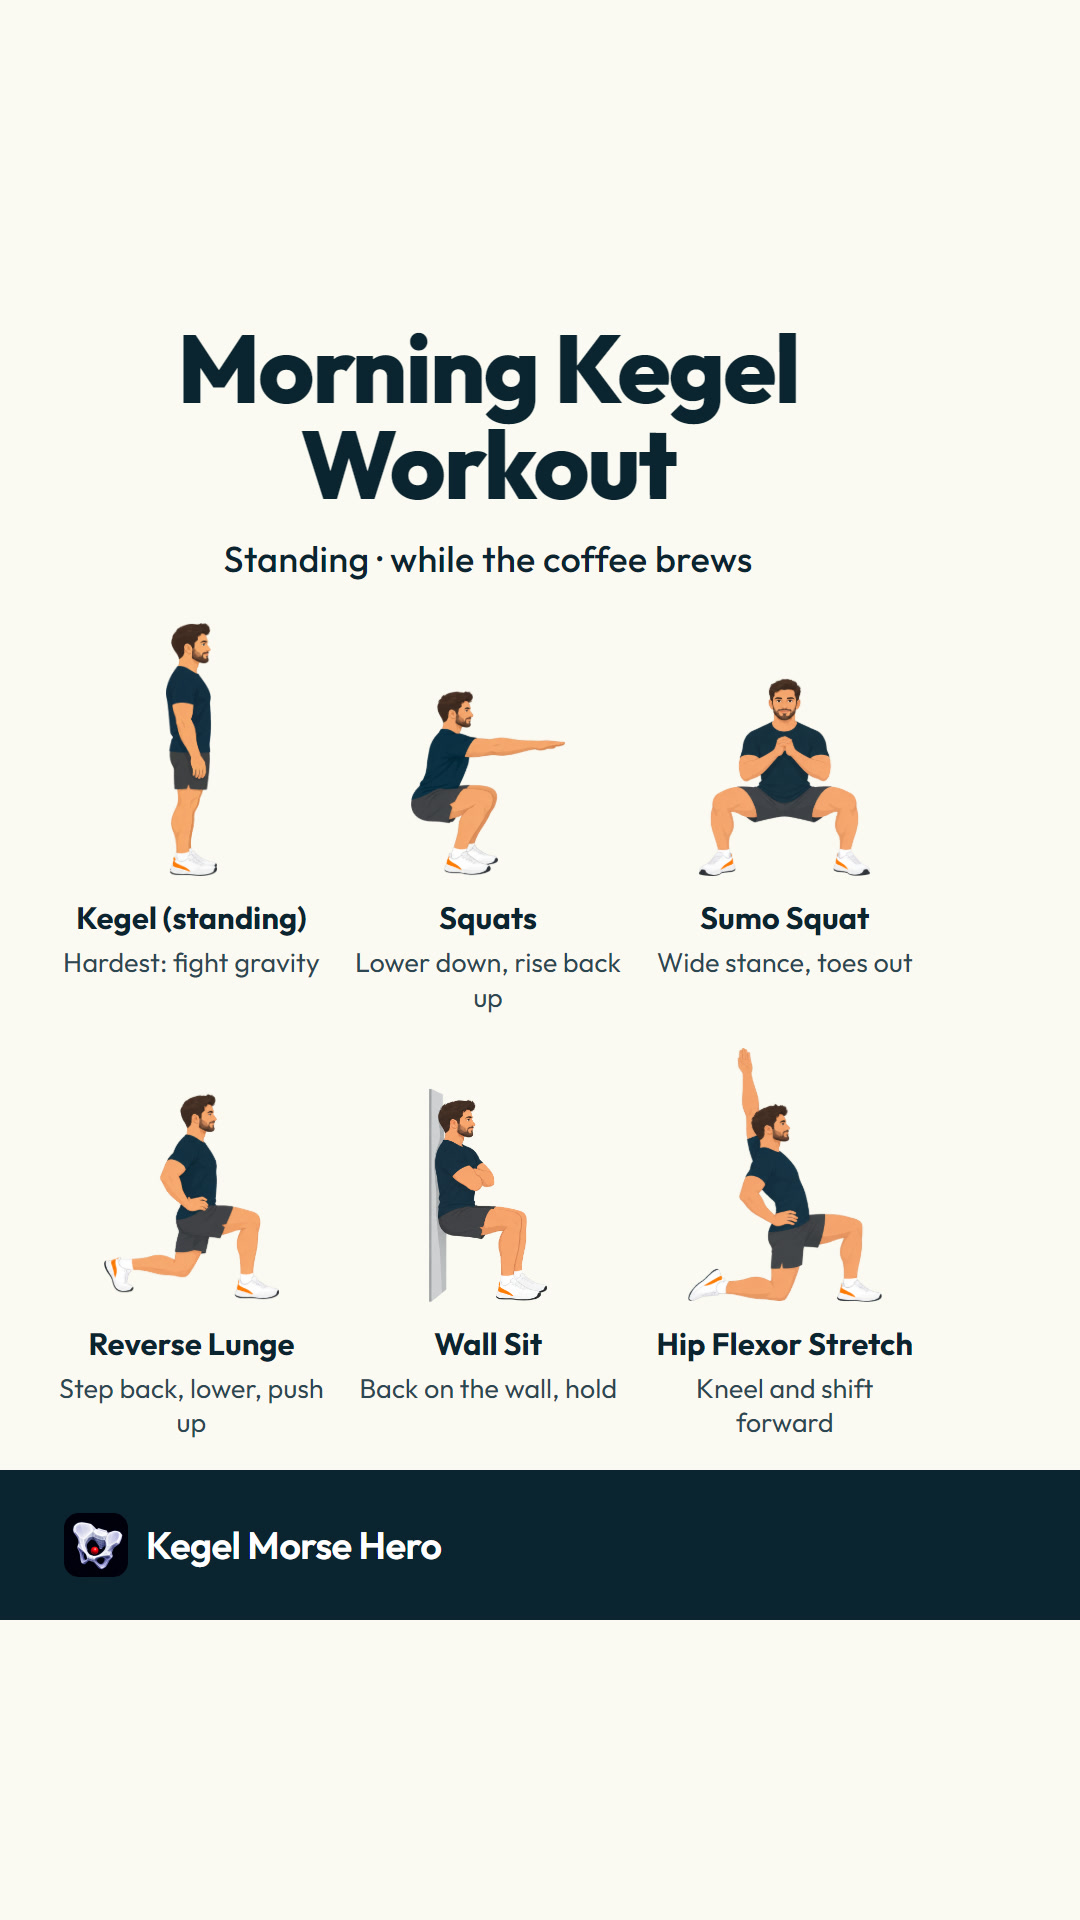 Morning Kegel
Workout
Standing · while the coffee brews
Kegel (standing)
Hardest: fight gravity
Squats
Lower down, rise back
up
Sumo Squat
Wide stance, toes out
Reverse Lunge
Step back, lower, push
up
Wall Sit
Back on the wall, hold
Hip Flexor Stretch
Kneel and shift
forward
Kegel Morse Hero